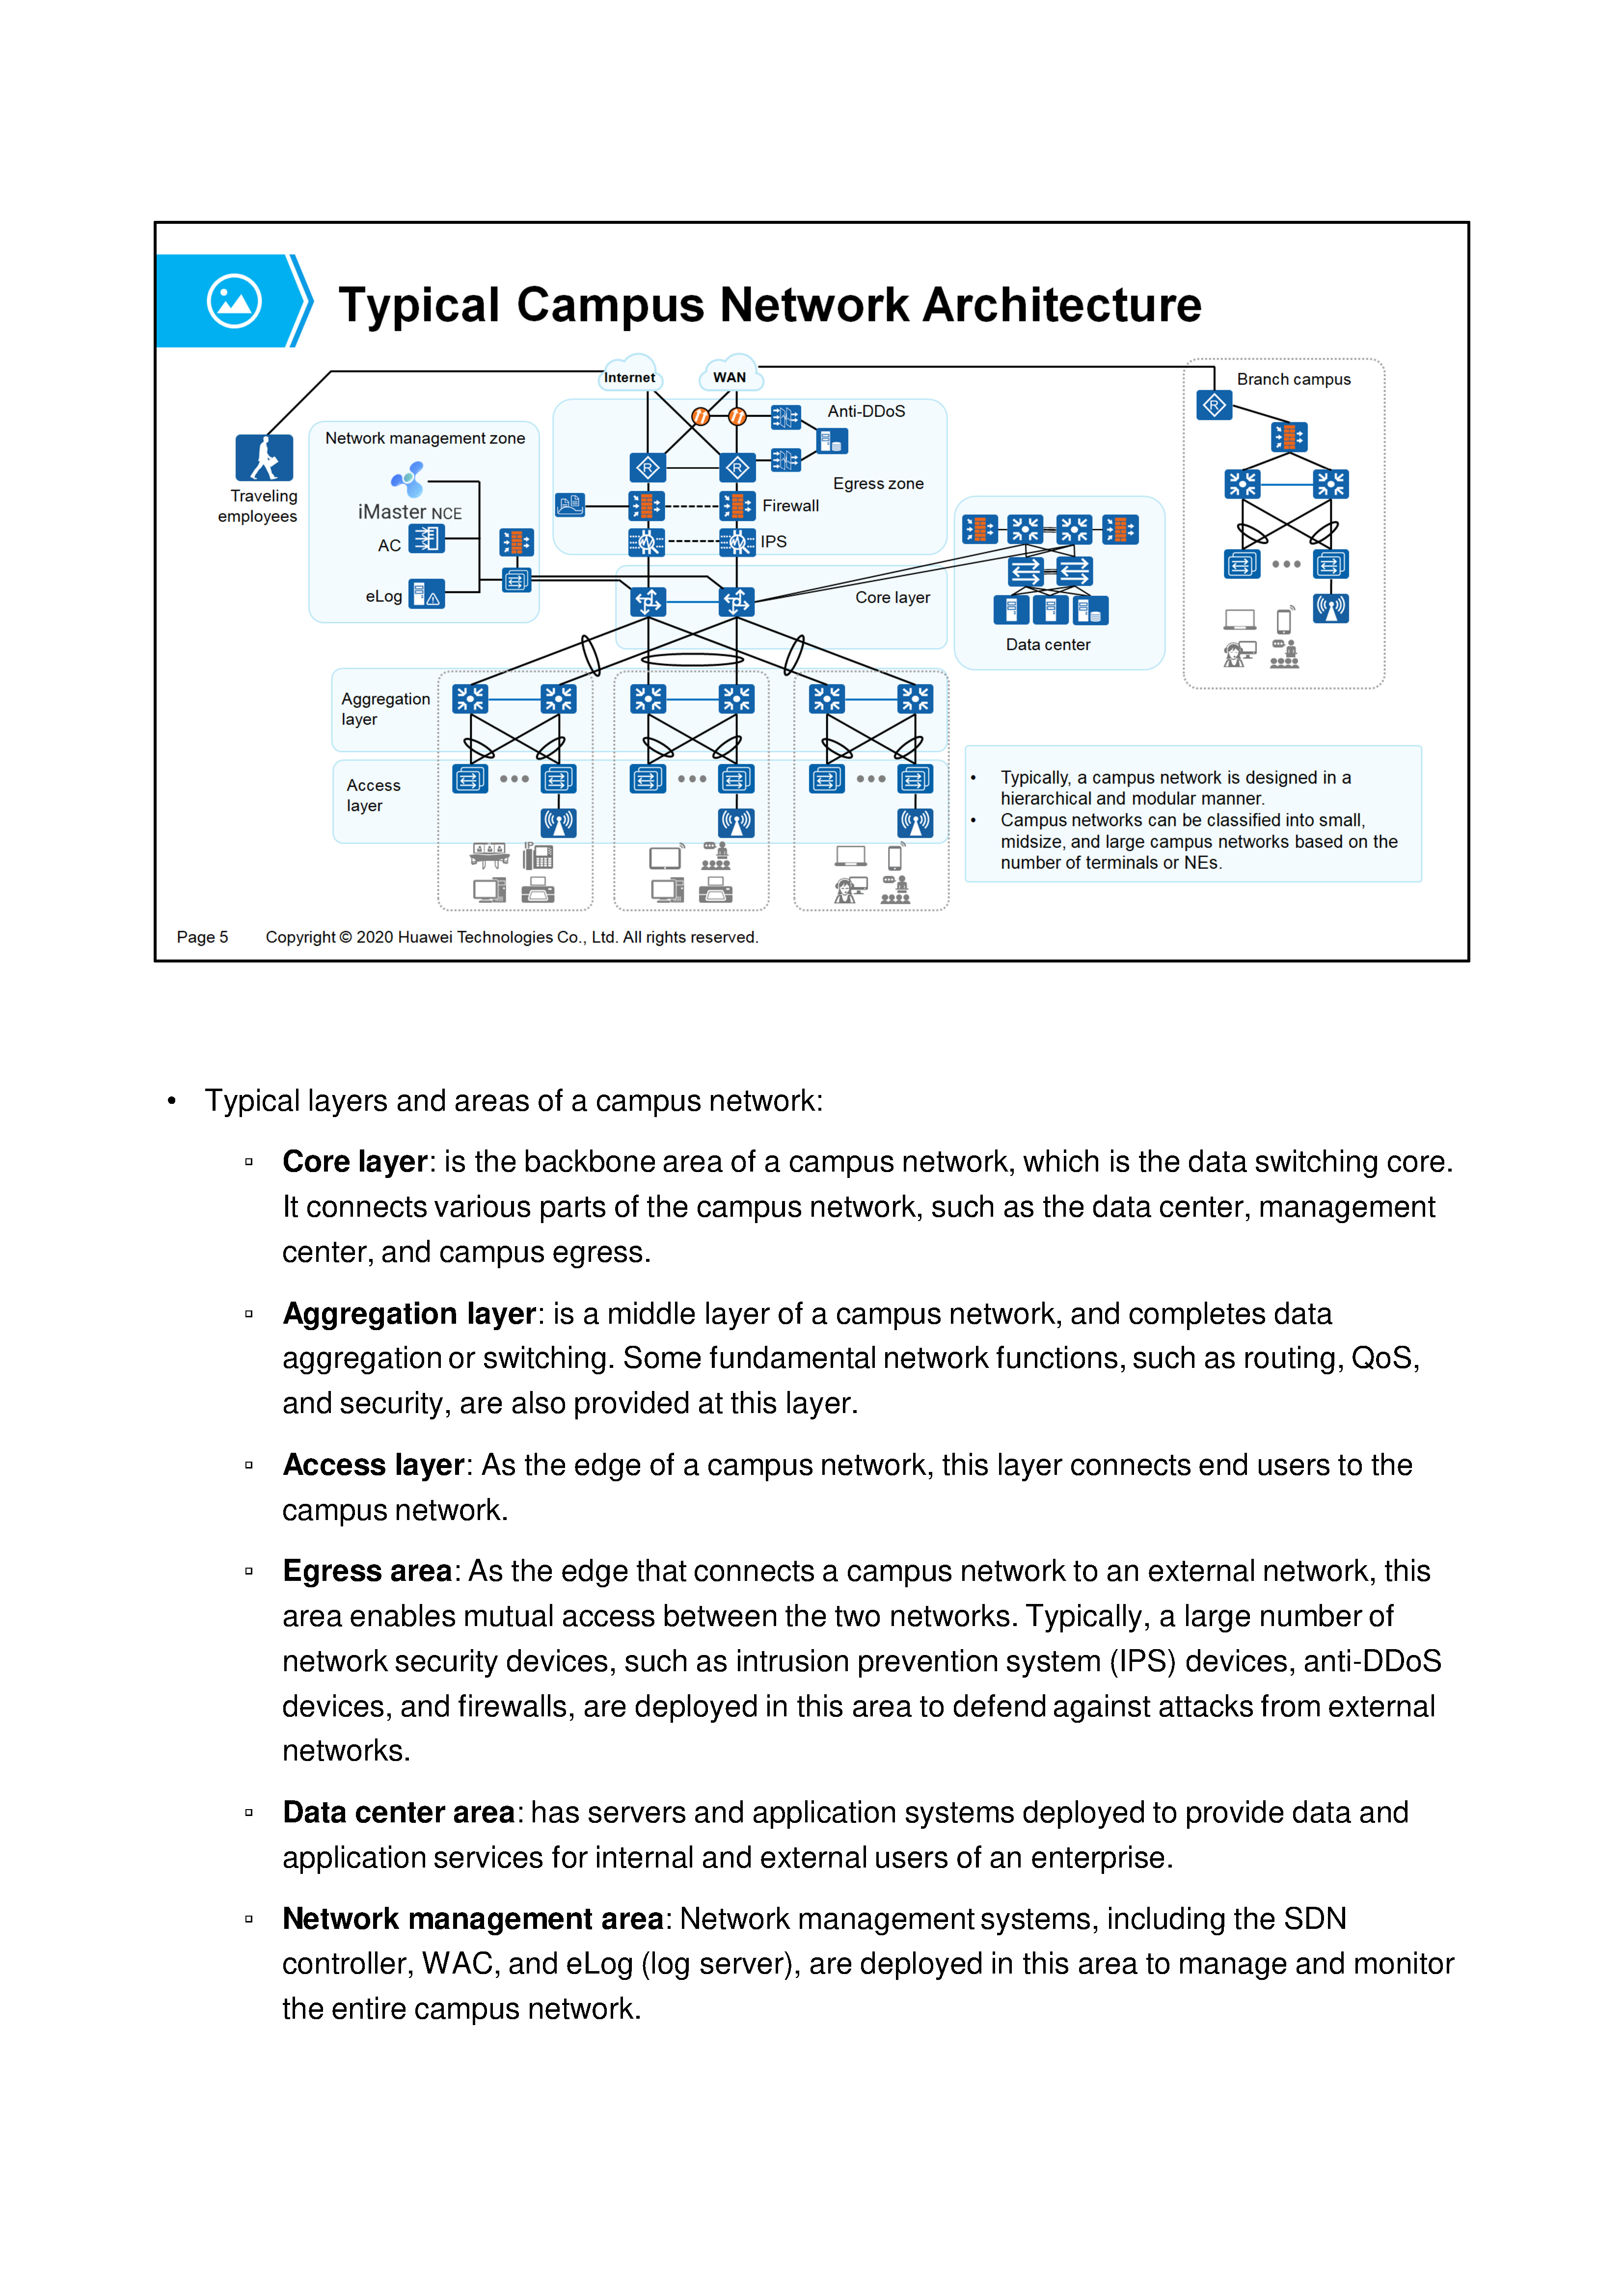 Typical Campus Network Architecture
Internet
WAN
Branch campus
Anti-DDoS
Network management zone
Egress zone
Traveling
employees
iMaster NCE
Firewall
AC
IPS
eLog
Core layer
Data center
Aggregation
layer
Access
layer
IP
• Typically, a campus network is designed in a
hierarchical and modular manner.
• Campus networks can be classified into small,
midsize, and large campus networks based on the
number of terminals or NEs.
Page 5 Copyright © 2020 Huawei Technologies Co., Ltd. All rights reserved.
• Typical layers and areas of a campus network:
▫ Core layer: is the backbone area of a campus network, which is the data switching core.
It connects various parts of the campus network, such as the data center, management
center, and campus egress.
▫ Aggregation layer: is a middle layer of a campus network, and completes data
aggregation or switching. Some fundamental network functions, such as routing, QoS,
and security, are also provided at this layer.
▫ Access layer: As the edge of a campus network, this layer connects end users to the
campus network.
▫ Egress area: As the edge that connects a campus network to an external network, this
area enables mutual access between the two networks. Typically, a large number of
network security devices, such as intrusion prevention system (IPS) devices, anti-DDoS
devices, and firewalls, are deployed in this area to defend against attacks from external
networks.
▫ Data center area: has servers and application systems deployed to provide data and
application services for internal and external users of an enterprise.
▫ Network management area: Network management systems, including the SDN
controller, WAC, and eLog (log server), are deployed in this area to manage and monitor
the entire campus network.